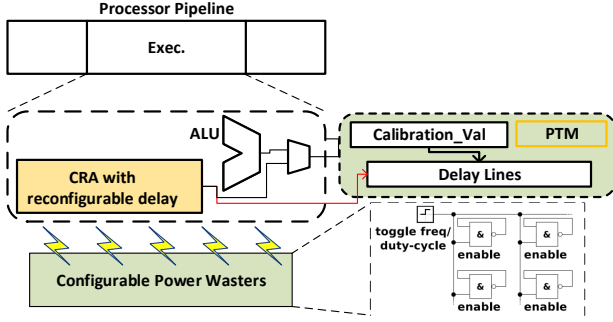 Processor Pipeline
Exec.
ALU
Calibration_Val
PTM
CRA with
reconfigurable delay
Delay Lines
toggle freq/
duty-cycle
&
&
enable
enable
Configurable Power Wasters
&
&
enable
enable